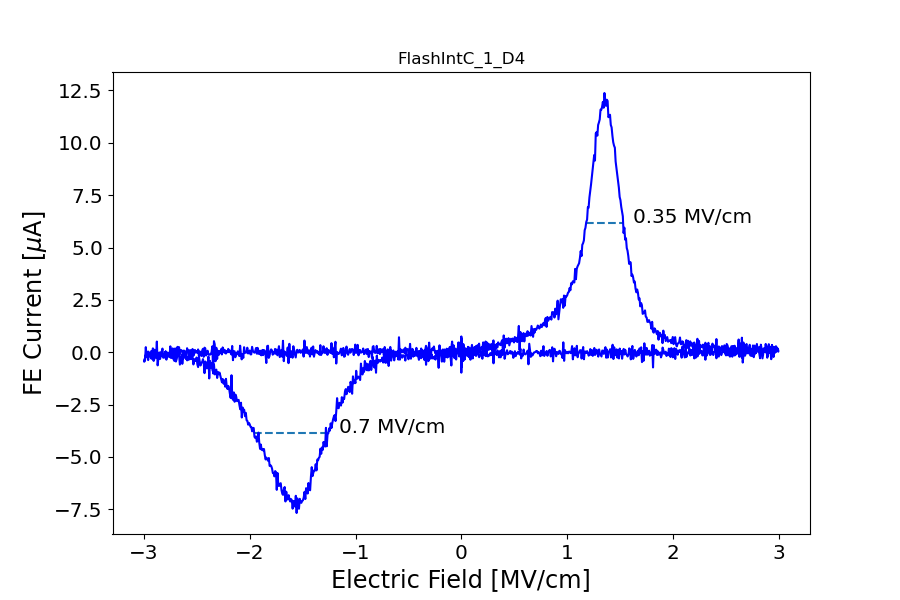 FlashIntC_1_D4
12.5
10.0
7.5
5.0
2.5
0.0
−2.5
−5.0
−7.5
FE Current [μA]
0.35 MV/cm
0.7 MV/cm
−3 −2 −1 0 1 2 3
Electric Field [MV/cm]